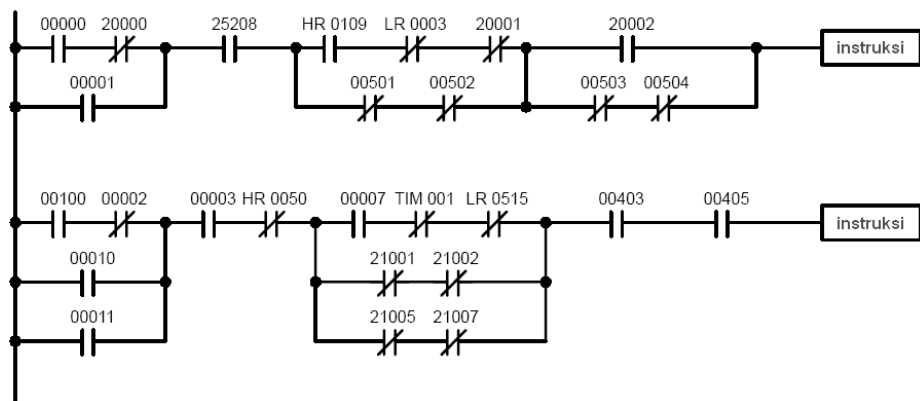 00000 20000 25208 HR 0109 LR 0003 20001 20002
instruksi
00001 00501 00502 00503 00504
00100 00002 00003 HR 0050 00007 TIM 001 LR 0515 00403 00405
instruksi
00010 21001 21002
00011 21005 21007